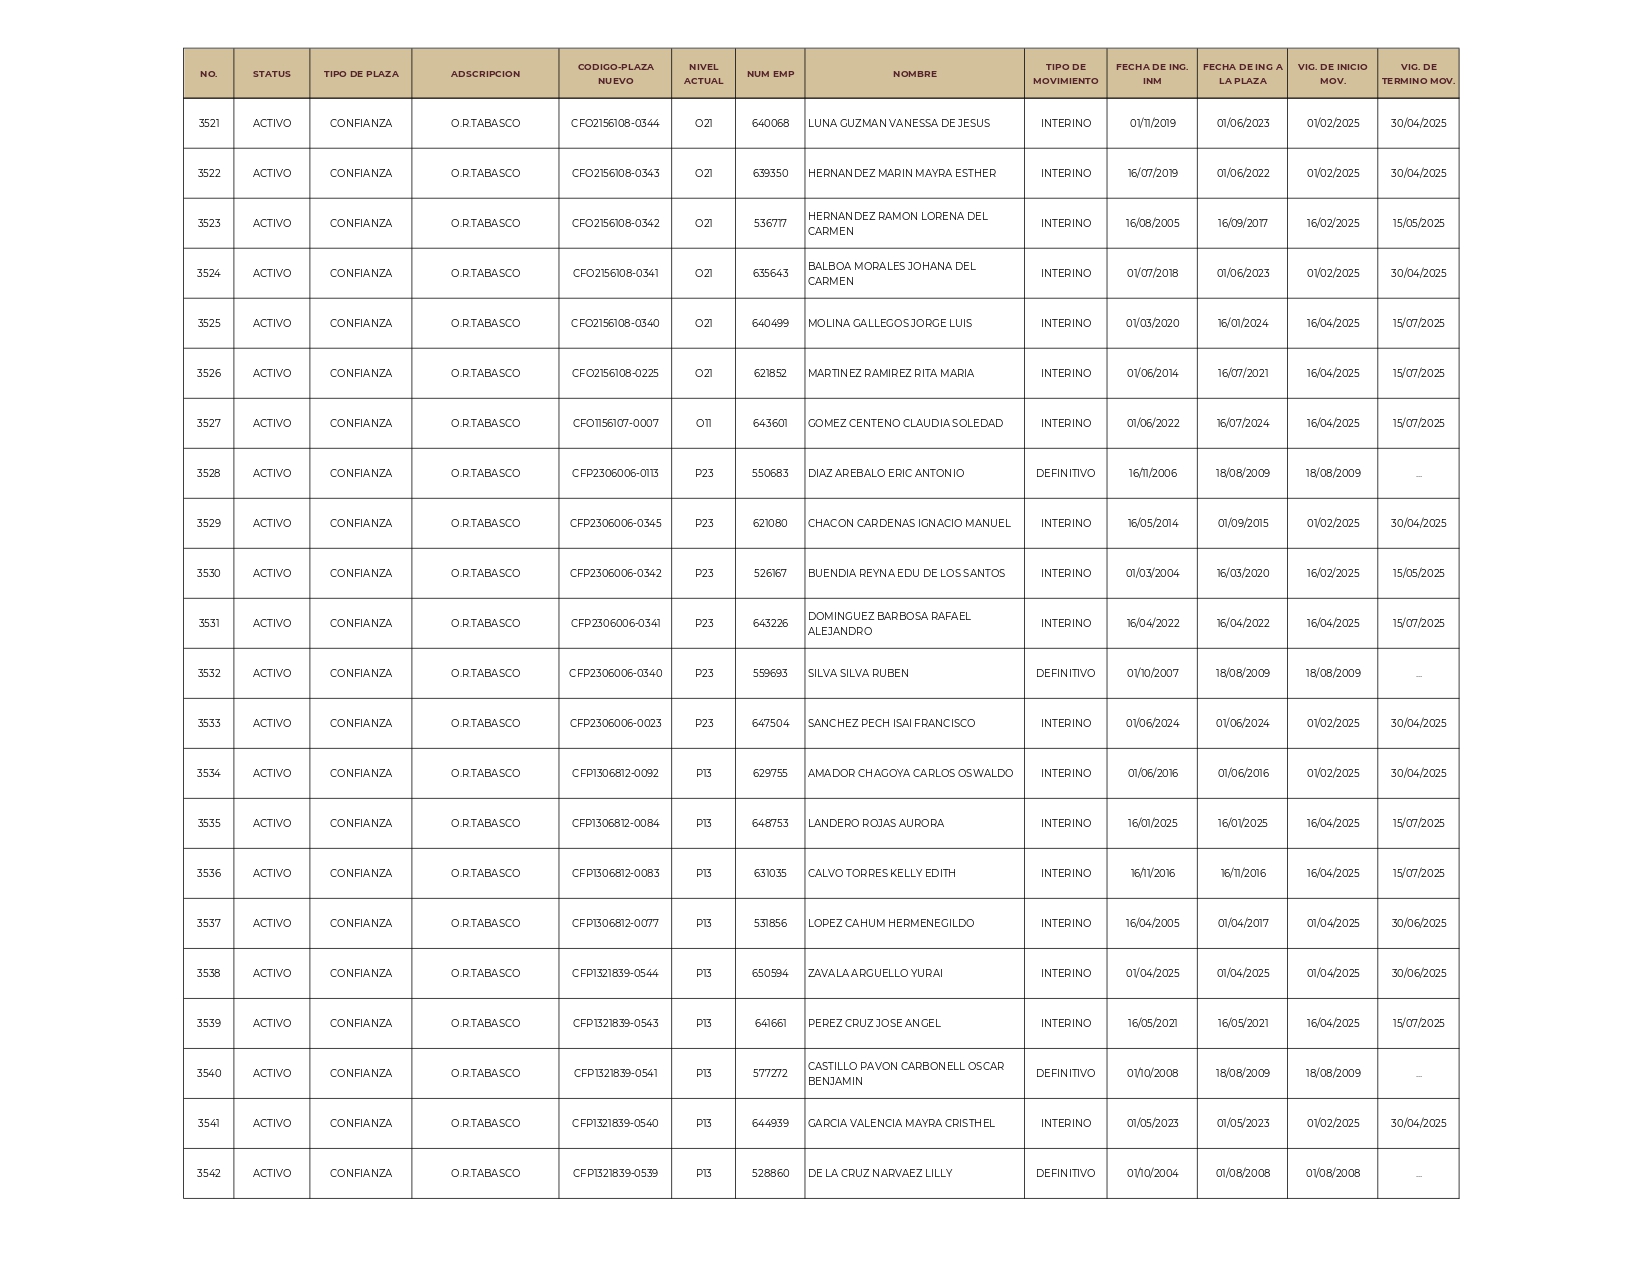 NO. STATUS TIPO DE PLAZA ADSCRIPCION CODIGO-PLAZA NUEVO NIVEL ACTUAL NUM EMP NOMBRE TIPO DE MOVIMIENTO FECHA DE ING. INM FECHA DE ING A LA PLAZA VIG. DE INICIO MOV. VIG. DE TERMINO MOV.
3521 ACTIVO CONFIANZA O.R.TABASCO CFO2156108-0344 O21 640068 LUNA GUZMAN VANESSA DE JESUS INTERINO 01/11/2019 01/06/2023 01/02/2025 30/04/2025
3522 ACTIVO CONFIANZA O.R.TABASCO CFO2156108-0343 O21 639350 HERNANDEZ MARIN MAYRA ESTHER INTERINO 16/07/2019 01/06/2022 01/02/2025 30/04/2025
3523 ACTIVO CONFIANZA O.R.TABASCO CFO2156108-0342 O21 536717 HERNANDEZ RAMON LORENA DEL CARMEN INTERINO 16/08/2005 16/09/2017 16/02/2025 15/05/2025
3524 ACTIVO CONFIANZA O.R.TABASCO CFO2156108-0341 O21 635643 BALBOA MORALES JOHANA DEL CARMEN INTERINO 01/07/2018 01/06/2023 01/02/2025 30/04/2025
3525 ACTIVO CONFIANZA O.R.TABASCO CFO2156108-0340 O21 640499 MOLINA GALLEGOS JORGE LUIS INTERINO 01/03/2020 16/01/2024 16/04/2025 15/07/2025
3526 ACTIVO CONFIANZA O.R.TABASCO CFO2156108-0225 O21 621852 MARTINEZ RAMIREZ RITA MARIA INTERINO 01/06/2014 16/07/2021 16/04/2025 15/07/2025
3527 ACTIVO CONFIANZA O.R.TABASCO CFO1156107-0007 O11 643601 GOMEZ CENTENO CLAUDIA SOLEDAD INTERINO 01/06/2022 16/07/2024 16/04/2025 15/07/2025
3528 ACTIVO CONFIANZA O.R.TABASCO CFP2306006-0113 P23 550683 DIAZ AREBALO ERIC ANTONIO DEFINITIVO 16/11/2006 18/08/2009 18/08/2009 ...
3529 ACTIVO CONFIANZA O.R.TABASCO CFP2306006-0345 P23 621080 CHACON CARDENAS IGNACIO MANUEL INTERINO 16/05/2014 01/09/2015 01/02/2025 30/04/2025
3530 ACTIVO CONFIANZA O.R.TABASCO CFP2306006-0342 P23 526167 BUENDIA REYNA EDU DE LOS SANTOS INTERINO 01/03/2004 16/03/2020 16/02/2025 15/05/2025
3531 ACTIVO CONFIANZA O.R.TABASCO CFP2306006-0341 P23 643226 DOMINGUEZ BARBOSA RAFAEL ALEJANDRO INTERINO 16/04/2022 16/04/2022 16/04/2025 15/07/2025
3532 ACTIVO CONFIANZA O.R.TABASCO CFP2306006-0340 P23 559693 SILVA SILVA RUBEN DEFINITIVO 01/10/2007 18/08/2009 18/08/2009 ...
3533 ACTIVO CONFIANZA O.R.TABASCO CFP2306006-0023 P23 647504 SANCHEZ PECH ISAI FRANCISCO INTERINO 01/06/2024 01/06/2024 01/02/2025 30/04/2025
3534 ACTIVO CONFIANZA O.R.TABASCO CFP1306812-0092 P13 629755 AMADOR CHAGOYA CARLOS OSWALDO INTERINO 01/06/2016 01/06/2016 01/02/2025 30/04/2025
3535 ACTIVO CONFIANZA O.R.TABASCO CFP1306812-0084 P13 648753 LANDERO ROJAS AURORA INTERINO 16/01/2025 16/01/2025 16/04/2025 15/07/2025
3536 ACTIVO CONFIANZA O.R.TABASCO CFP1306812-0083 P13 631035 CALVO TORRES KELLY EDITH INTERINO 16/11/2016 16/11/2016 16/04/2025 15/07/2025
3537 ACTIVO CONFIANZA O.R.TABASCO CFP1306812-0077 P13 531856 LOPEZ CAHUM HERMENEGILDO INTERINO 16/04/2005 01/04/2017 01/04/2025 30/06/2025
3538 ACTIVO CONFIANZA O.R.TABASCO CFP1321839-0544 P13 650594 ZAVALA ARGUELLO YURAI INTERINO 01/04/2025 01/04/2025 01/04/2025 30/06/2025
3539 ACTIVO CONFIANZA O.R.TABASCO CFP1321839-0543 P13 641661 PEREZ CRUZ JOSE ANGEL INTERINO 16/05/2021 16/05/2021 16/04/2025 15/07/2025
3540 ACTIVO CONFIANZA O.R.TABASCO CFP1321839-0541 P13 577272 CASTILLO PAVON CARBONELL OSCAR BENJAMIN DEFINITIVO 01/10/2008 18/08/2009 18/08/2009 ...
3541 ACTIVO CONFIANZA O.R.TABASCO CFP1321839-0540 P13 644939 GARCIA VALENCIA MAYRA CRISTHEL INTERINO 01/05/2023 01/05/2023 01/02/2025 30/04/2025
3542 ACTIVO CONFIANZA O.R.TABASCO CFP1321839-0539 P13 528860 DE LA CRUZ NARVAEZ LILLY DEFINITIVO 01/10/2004 01/08/2008 01/08/2008 ...